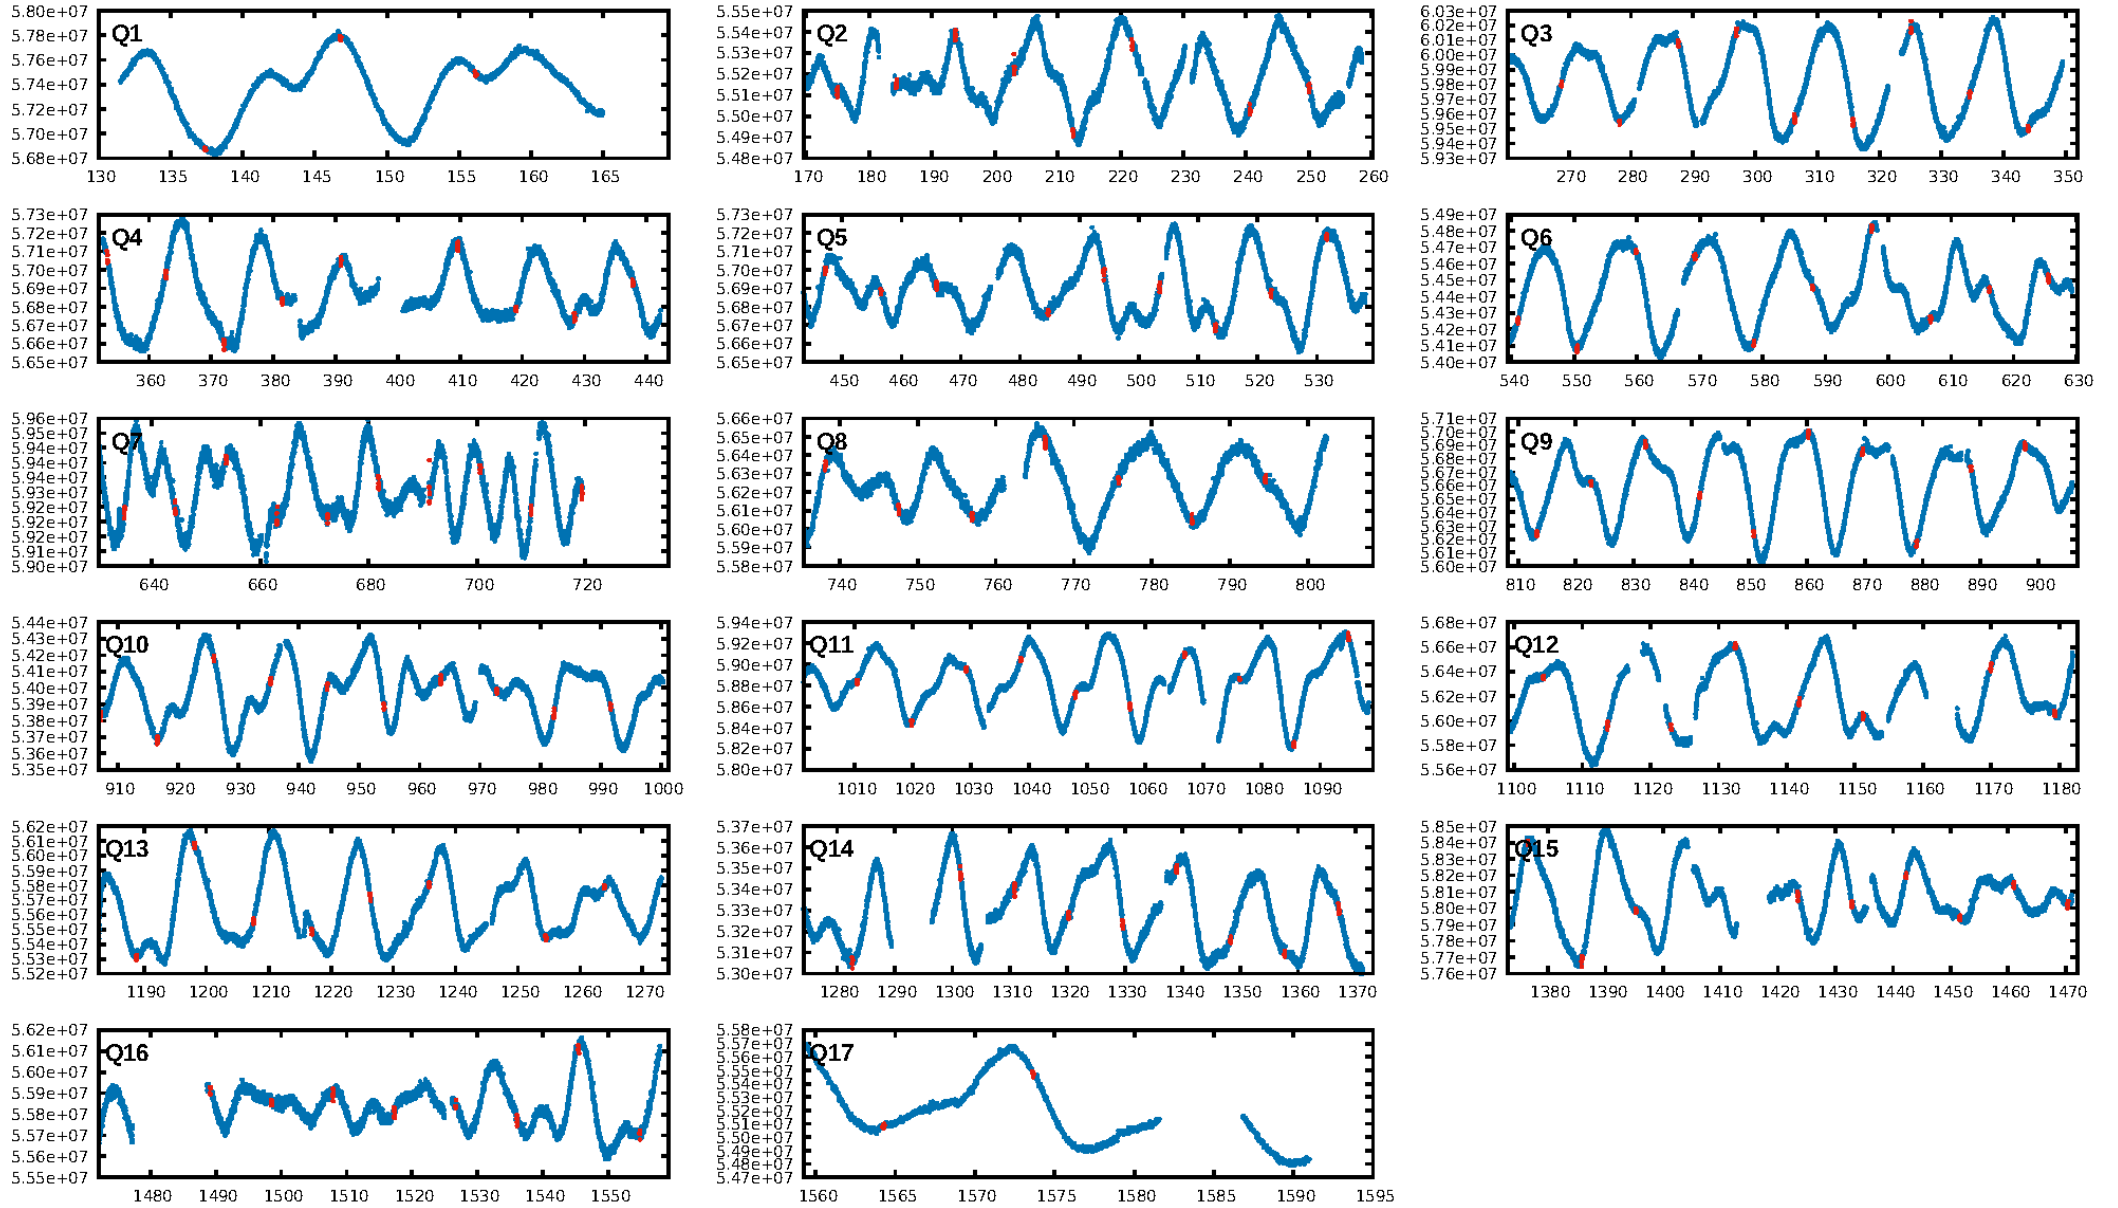 5.80e+07 5.78e+07 5.76e+07 5.74e+07 5.72e+07 5.70e+07 5.68e+07
Q1
130 135 140 145 150 155 160 165
5.55e+07 5.54e+07 5.53e+07 5.52e+07 5.51e+07 5.50e+07 5.49e+07 5.48e+07
Q2
170 180 190 200 210 220 230 240 250 260
6.03e+07 6.02e+07 6.01e+07 6.00e+07 5.99e+07 5.98e+07 5.97e+07 5.96e+07 5.95e+07 5.94e+07 5.93e+07
Q3
270 280 290 300 310 320 330 340 350
5.73e+07 5.72e+07 5.71e+07 5.70e+07 5.69e+07 5.68e+07 5.67e+07 5.66e+07 5.65e+07
Q4
360 370 380 390 400 410 420 430 440
5.73e+07 5.72e+07 5.71e+07 5.70e+07 5.69e+07 5.68e+07 5.67e+07 5.66e+07 5.65e+07
Q5
450 460 470 480 490 500 510 520 530
5.49e+07 5.48e+07 5.47e+07 5.46e+07 5.45e+07 5.44e+07 5.43e+07 5.42e+07 5.41e+07 5.40e+07
Q6
540 550 560 570 580 590 600 610 620 630
5.96e+07 5.95e+07 5.94e+07 5.94e+07 5.93e+07 5.92e+07 5.92e+07 5.91e+07 5.90e+07
Q7
640 660 680 700 720
5.66e+07 5.65e+07 5.64e+07 5.63e+07 5.62e+07 5.61e+07 5.60e+07 5.59e+07 5.58e+07
Q8
740 750 760 770 780 790 800
5.71e+07 5.70e+07 5.69e+07 5.68e+07 5.67e+07 5.66e+07 5.65e+07 5.64e+07 5.63e+07 5.62e+07 5.61e+07 5.60e+07
Q9
810 820 830 840 850 860 870 880 890 900
5.44e+07 5.43e+07 5.42e+07 5.41e+07 5.40e+07 5.39e+07 5.38e+07 5.37e+07 5.36e+07 5.35e+07
Q10
910 920 930 940 950 960 970 980 990 1000
5.94e+07 5.92e+07 5.90e+07 5.88e+07 5.86e+07 5.84e+07 5.82e+07 5.80e+07
Q11
1010 1020 1030 1040 1050 1060 1070 1080 1090
5.68e+07 5.66e+07 5.64e+07 5.62e+07 5.60e+07 5.58e+07 5.56e+07
Q12
1100 1110 1120 1130 1140 1150 1160 1170 1180
5.62e+07 5.61e+07 5.60e+07 5.59e+07 5.58e+07 5.57e+07 5.56e+07 5.55e+07 5.54e+07 5.53e+07 5.52e+07
Q13
1190 1200 1210 1220 1230 1240 1250 1260 1270
5.37e+07 5.36e+07 5.35e+07 5.34e+07 5.33e+07 5.32e+07 5.31e+07 5.30e+07
Q14
1280 1290 1300 1310 1320 1330 1340 1350 1360 1370
5.85e+07 5.84e+07 5.83e+07 5.82e+07 5.81e+07 5.80e+07 5.79e+07 5.78e+07 5.77e+07 5.76e+07
Q15
1380 1390 1400 1410 1420 1430 1440 1450 1460 1470
5.62e+07 5.61e+07 5.60e+07 5.59e+07 5.58e+07 5.57e+07 5.56e+07 5.55e+07
Q16
1480 1490 1500 1510 1520 1530 1540 1550
5.58e+07 5.57e+07 5.56e+07 5.54e+07 5.53e+07 5.52e+07 5.51e+07 5.50e+07 5.49e+07 5.48e+07 5.47e+07
Q17
1560 1565 1570 1575 1580 1585 1590 1595